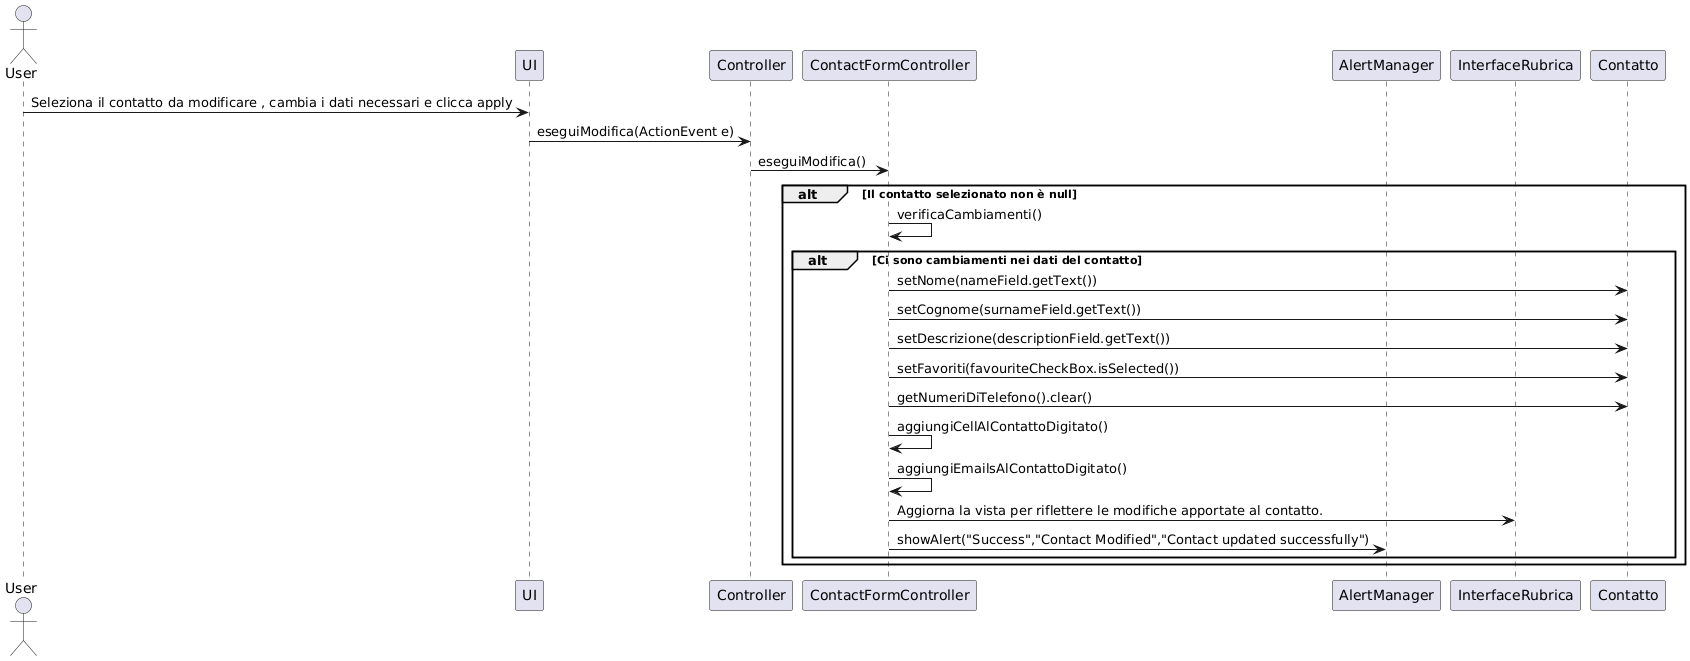 User
UI
Controller
ContactFormController
AlertManager
InterfaceRubrica
Contatto
Seleziona il contatto da modificare , cambia i dati necessari e clicca apply
eseguiModifica(ActionEvent e)
eseguiModifica()
alt [Il contatto selezionato non è null]
verificaCambiamenti()
alt [Ci sono cambiamenti nei dati del contatto]
setNome(nameField.getText())
setCognome(surnameField.getText())
setDescrizione(descriptionField.getText())
setFavoriti(favouriteCheckBox.isSelected())
getNumeriDiTelefono().clear()
aggiungiCellAlContattoDigitato()
aggiungiEmailsAlContattoDigitato()
Aggiorna la vista per riflettere le modifiche apportate al contatto.
showAlert("Success","Contact Modified","Contact updated successfully")
User
UI
Controller
ContactFormController
AlertManager
InterfaceRubrica
Contatto